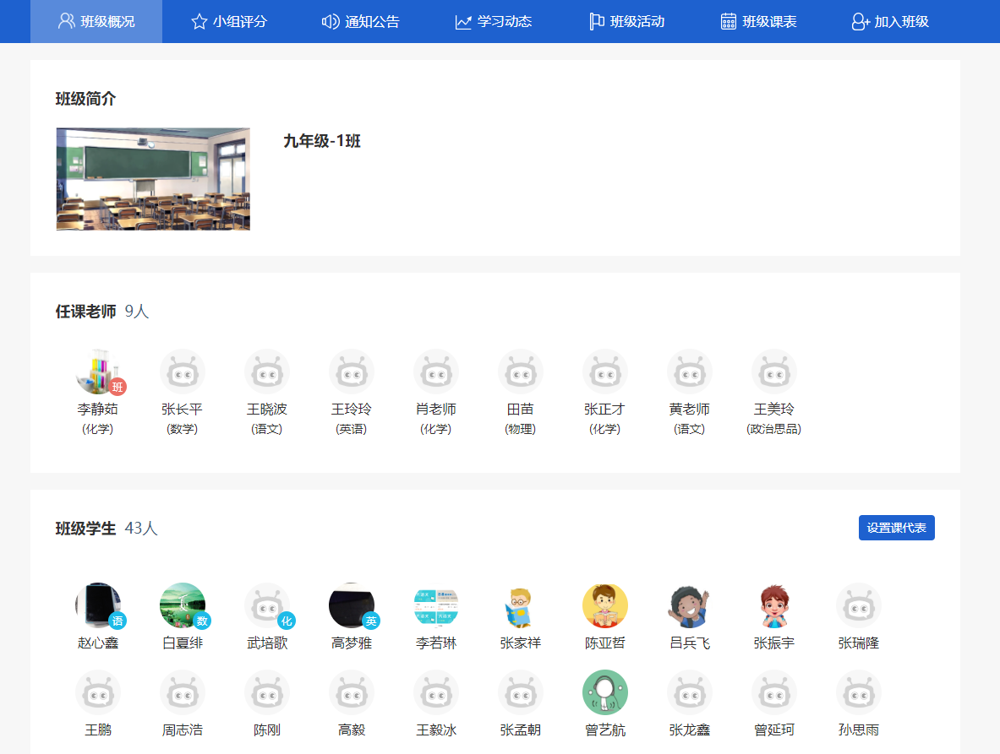 班级概况 小组评分 通知公告 学习动态 班级活动 班级课表 加入班级
班级简介
九年级-1班
任课老师 9人
班
李静茹 张长平 王晓波 王玲玲 肖老师 田苗 张正才 黄老师 王美玲
(化学) (数学) (语文) (英语) (化学) (物理) (化学) (语文) (政治思品)
班级学生 43人 设置课代表
语 数 化 英
赵心鑫 白夏绯 武培歌 高梦雅 李若琳 张家祥 陈亚哲 吕兵飞 张振宇 张瑞隆
王鹏 周志浩 陈刚 高毅 王毅冰 张孟朝 曾艺航 张龙鑫 曾延珂 孙思雨